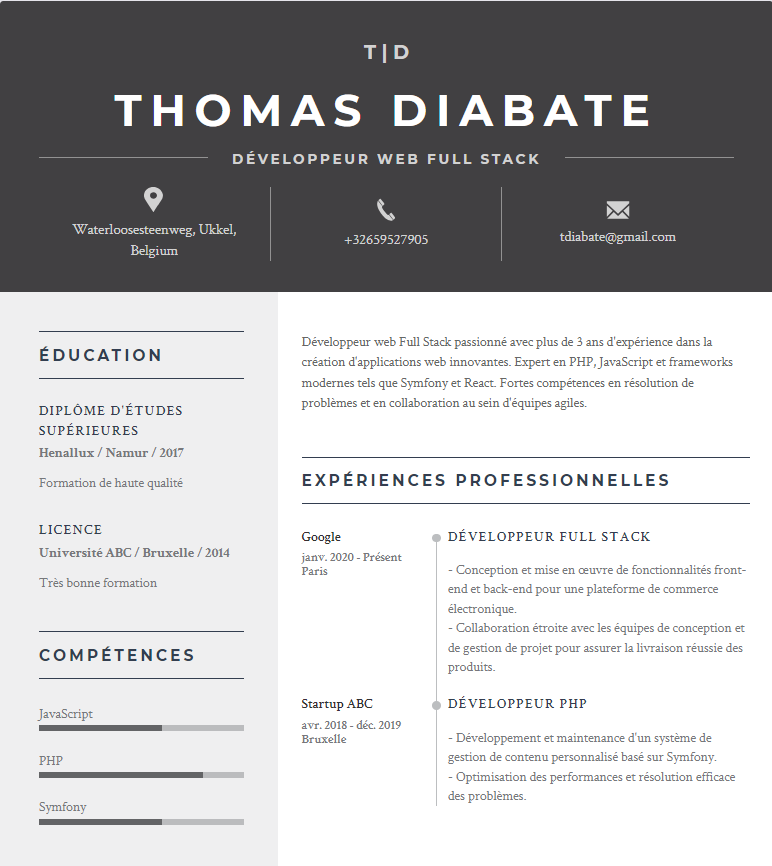 T|D
THOMAS DIABATE
DÉVELOPPEUR WEB FULL STACK
Waterloosesteenweg, Ukkel,
Belgium
+32659527905
tdiabate@gmail.com
ÉDUCATION
DIPLÔME D'ÉTUDES
SUPÉRIEURES
Henallux / Namur / 2017
Formation de haute qualité
LICENCE
Université ABC / Bruxelle / 2014
Très bonne formation
COMPÉTENCES
JavaScript
PHP
Symfony
Développeur web Full Stack passionné avec plus de 3 ans d'expérience dans la
création d'applications web innovantes. Expert en PHP, JavaScript et frameworks
modernes tels que Symfony et React. Fortes compétences en résolution de
problèmes et en collaboration au sein d'équipes agiles.
EXPÉRIENCES PROFESSIONNELLES
Google
janv. 2020 - Présent
Paris
DÉVELOPPEUR FULL STACK
- Conception et mise en œuvre de fonctionnalités front-
end et back-end pour une plateforme de commerce
électronique.
- Collaboration étroite avec les équipes de conception et
de gestion de projet pour assurer la livraison réussie des
produits.
Startup ABC
avr. 2018 - déc. 2019
Bruxelle
DÉVELOPPEUR PHP
- Développement et maintenance d'un système de
gestion de contenu personnalisé basé sur Symfony.
- Optimisation des performances et résolution efficace
des problèmes.